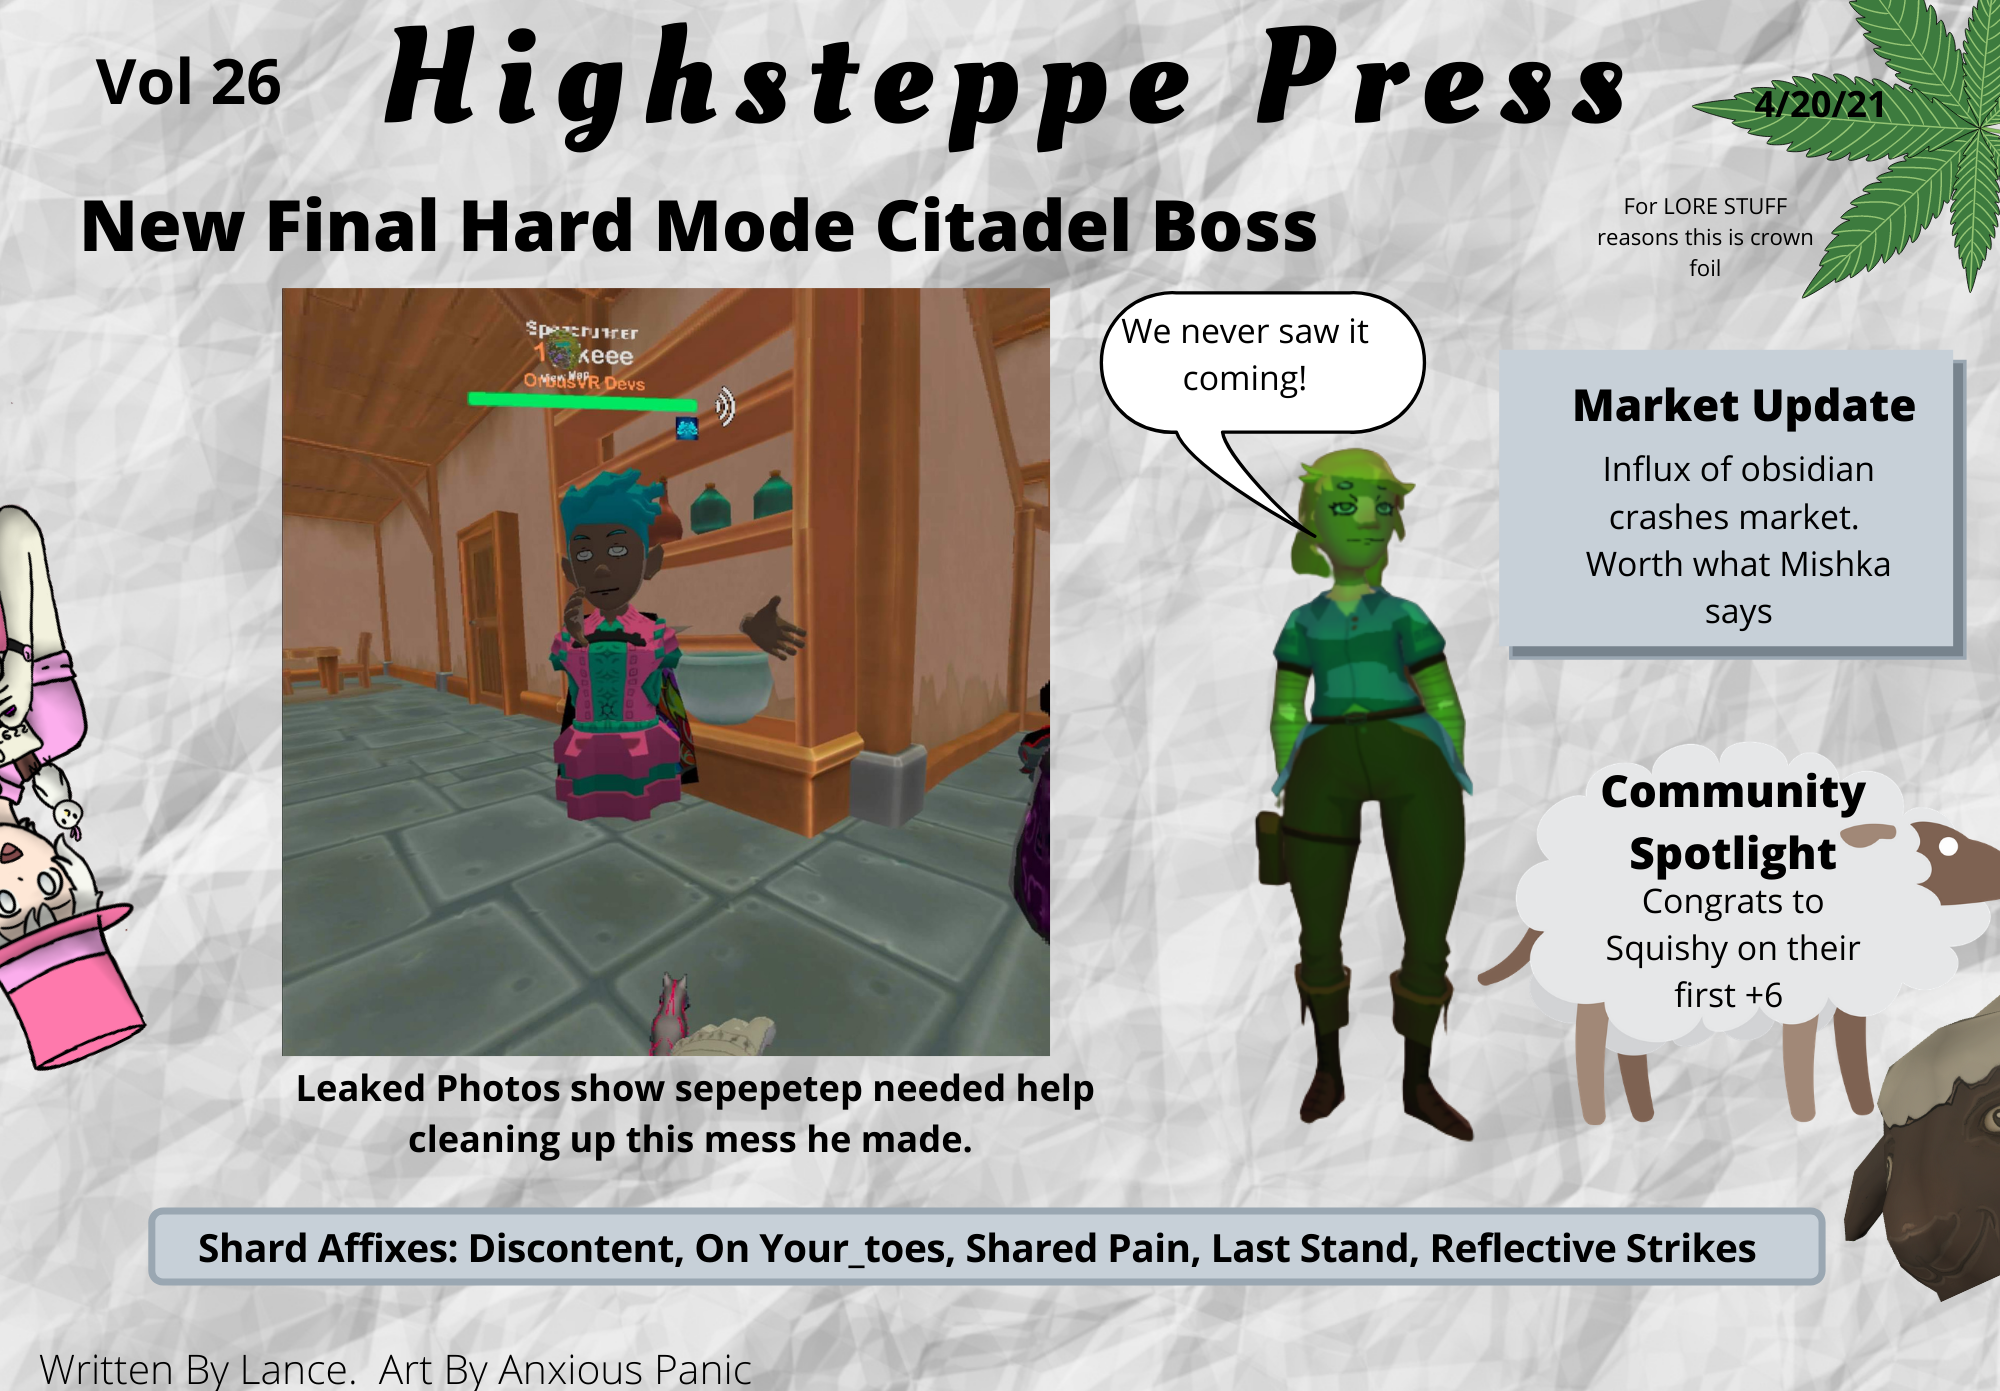 Vol 26
Highsteppe Press
4/20/21
New Final Hard Mode Citadel Boss
For LORE STUFF
reasons this is crown
foil
OrbusVR Devs
We never saw it
coming!
Market Update
Influx of obsidian
crashes market.
Worth what Mishka
says
Community
Spotlight
Congrats to
Squishy on their
first +6
Leaked Photos show sepepetep needed help
cleaning up this mess he made.
Shard Affixes: Discontent, On Your_toes, Shared Pain, Last Stand, Reflective Strikes
Written By Lance. Art By Anxious Panic